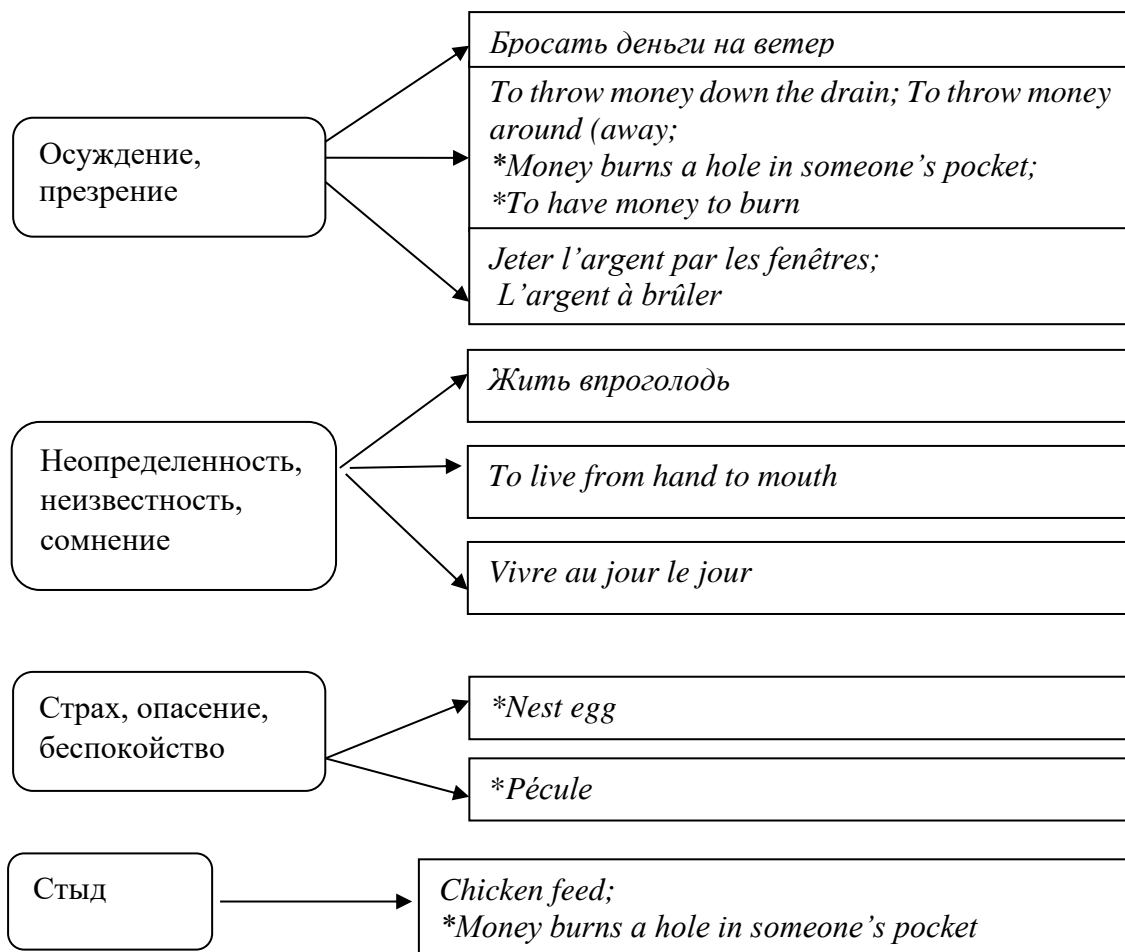 Осуждение,
презрение
Бросать деньги на ветер
To throw money down the drain; To throw money
around (away;
*Money burns a hole in someone’s pocket;
*To have money to burn
Jeter l’argent par les fenêtres;
L’argent à brûler
Неопределенность,
неизвестность,
сомнение
Жить впроголодь
To live from hand to mouth
Vivre au jour le jour
Страх, опасение,
беспокойство
*Nest egg
*Pécule
Стыд
Chicken feed;
*Money burns a hole in someone’s pocket